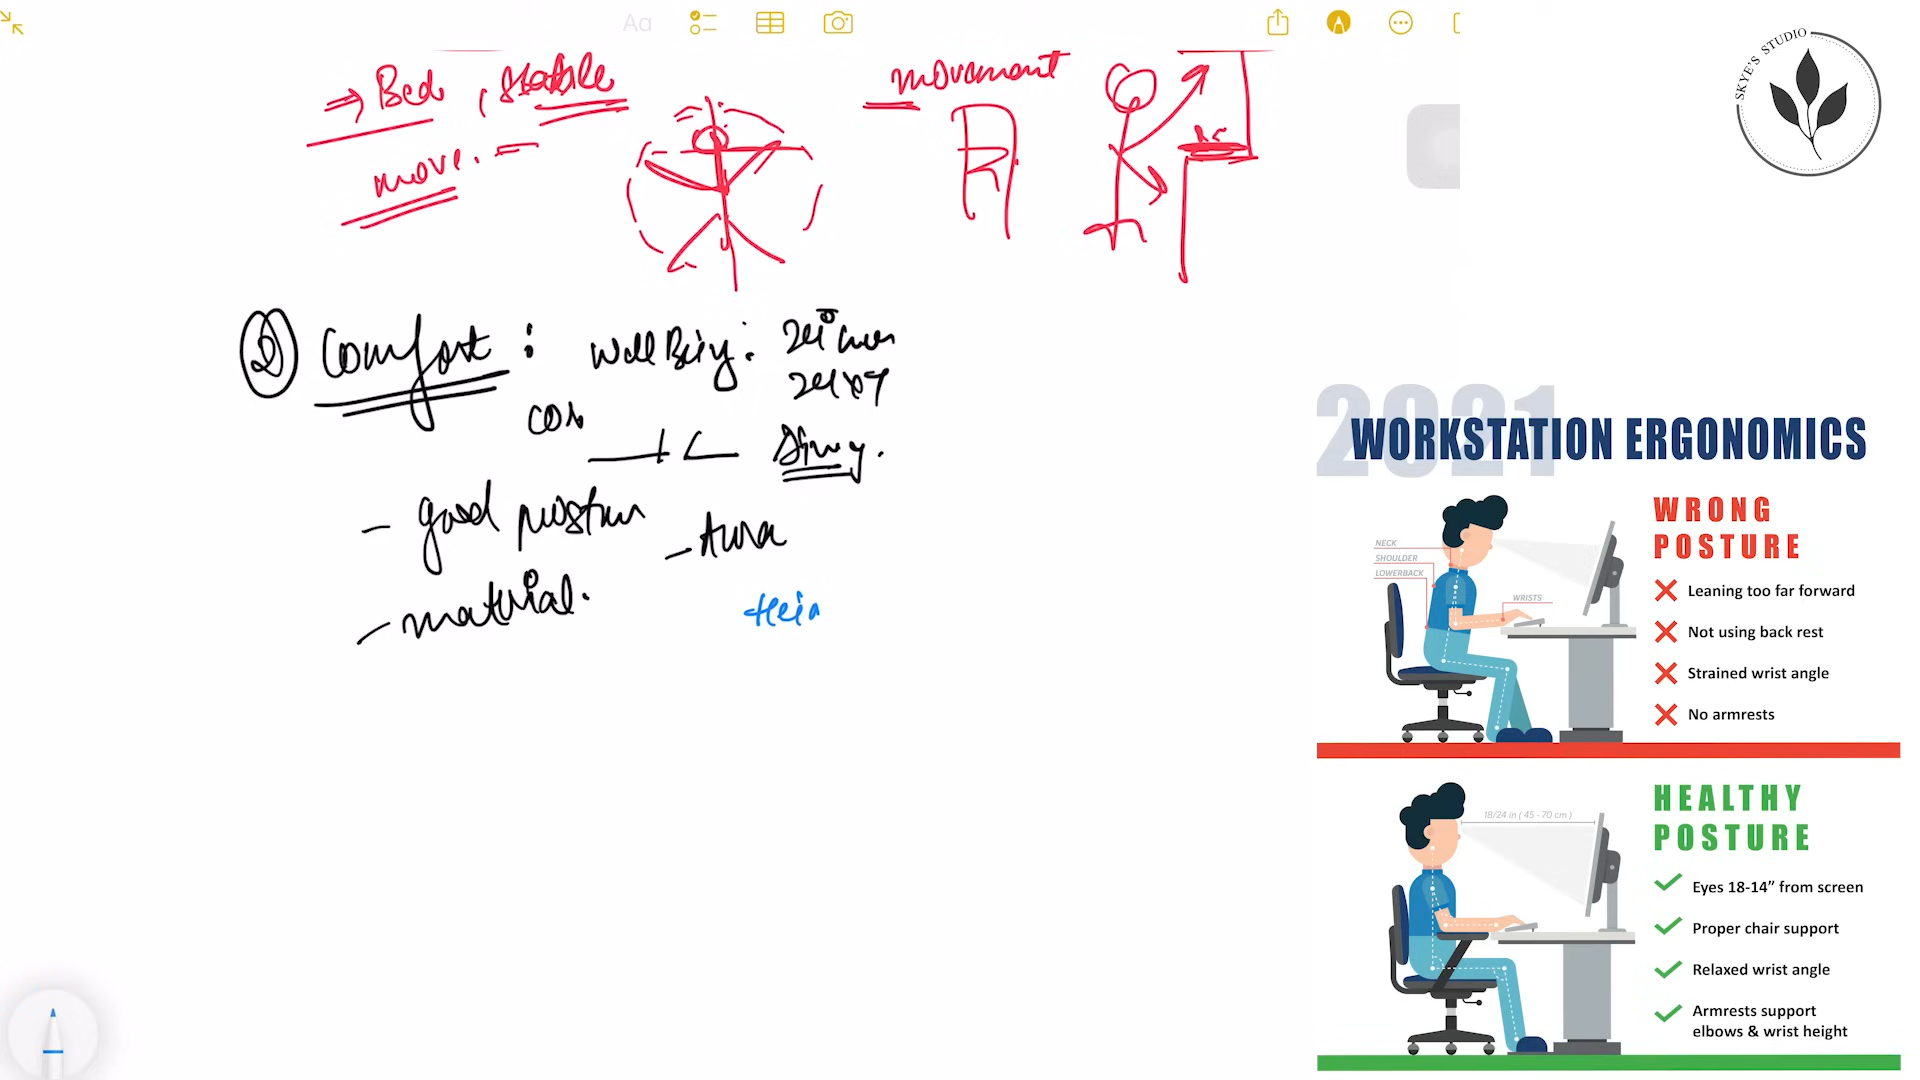 Aa
SKYE'S STUDIO
⇒ Bed, stable
move.
movement
② Comfort : Well Being :
- good postur
- Aura
- material.
Hei
2021
WORKSTATION ERGONOMICS
WRONG
POSTURE
NECK
SHOULDER
LOWERBACK
WRISTS
Leaning too far forward
Not using back rest
Strained wrist angle
No armrests
HEALTHY
POSTURE
18/24 in ( 45 - 70 cm )
Eyes 18-14” from screen
Proper chair support
Relaxed wrist angle
Armrests support
elbows & wrist height